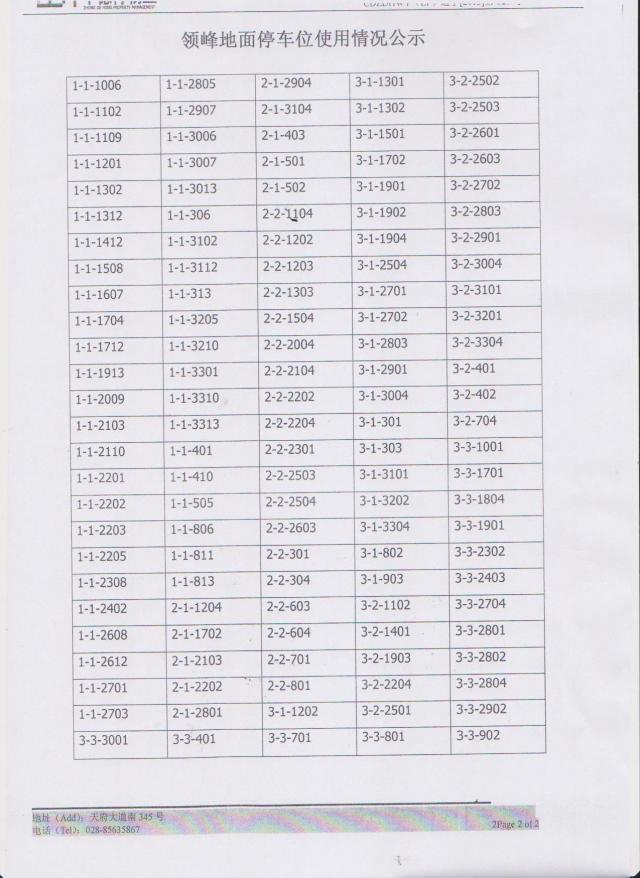 ZHONG DE HONG PROPERTY MANAGEMENT
领峰地面停车位使用情况公示
1-1-1006 1-1-2805 2-1-2904 3-1-1301 3-2-2502
1-1-1102 1-1-2907 2-1-3104 3-1-1302 3-2-2503
1-1-1109 1-1-3006 2-1-403 3-1-1501 3-2-2601
1-1-1201 1-1-3007 2-1-501 3-1-1702 3-2-2603
1-1-1302 1-1-3013 2-1-502 3-1-1901 3-2-2702
1-1-1312 1-1-306 2-2-1104 3-1-1902 3-2-2803
1-1-1412 1-1-3102 2-2-1202 3-1-1904 3-2-2901
1-1-1508 1-1-3112 2-2-1203 3-1-2504 3-2-3004
1-1-1607 1-1-313 2-2-1303 3-1-2701 3-2-3101
1-1-1704 1-1-3205 2-2-1504 3-1-2702 3-2-3201
1-1-1712 1-1-3210 2-2-2004 3-1-2803 3-2-3304
1-1-1913 1-1-3301 2-2-2104 3-1-2901 3-2-401
1-1-2009 1-1-3310 2-2-2202 3-1-3004 3-2-402
1-1-2103 1-1-3313 2-2-2204 3-1-301 3-2-704
1-1-2110 1-1-401 2-2-2301 3-1-303 3-3-1001
1-1-2201 1-1-410 2-2-2503 3-1-3101 3-3-1701
1-1-2202 1-1-505 2-2-2504 3-1-3202 3-3-1804
1-1-2203 1-1-806 2-2-2603 3-1-3304 3-3-1901
1-1-2205 1-1-811 2-2-301 3-1-802 3-3-2302
1-1-2308 1-1-813 2-2-304 3-1-903 3-3-2403
1-1-2402 2-1-1204 2-2-603 3-2-1102 3-3-2704
1-1-2608 2-1-1702 2-2-604 3-2-1401 3-3-2801
1-1-2612 2-1-2103 2-2-701 3-2-1903 3-3-2802
1-1-2701 2-1-2202 2-2-801 3-2-2204 3-3-2804
1-1-2703 2-1-2801 3-1-1202 3-2-2501 3-3-2902
3-3-3001 3-3-401 3-3-701 3-3-801 3-3-902
地址（Add）: 天府大道南 345 号
电话（Tel）: 028-85635867
2Page 2 of 2